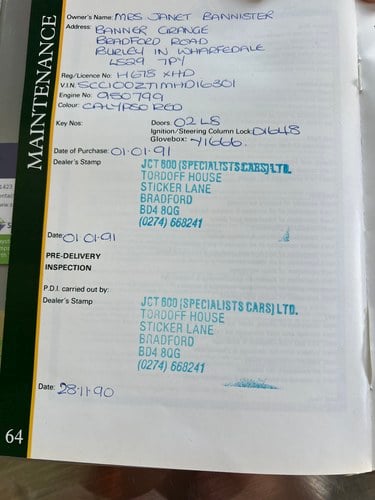 MAINTENANCE
Owner's Name: MRS JANET BANNISTER
Address: BANNER GRANGE
BRADFORD ROAD
BURLEY IN WHARFEDALE
LS29 7PY
Reg/Licence No: H618 XHD
V.I.N: SCC100ZT1MHD16301
Engine No: 950799
Colour: CALYPSO RED
Key Nos:
Doors: 02L8
Ignition/Steering Column Lock: D1648
Glovebox: Y1666.
Date of Purchase: 01.01.91
Dealer's Stamp
JCT 600 (SPECIALISTS CARS) LTD.
TORDOFF HOUSE
STICKER LANE
BRADFORD
BD4 8QG
(0274) 668241
Date: 01.01.91
PRE-DELIVERY
INSPECTION
P.D.I. carried out by:
Dealer's Stamp
JCT 600 (SPECIALISTS CARS) LTD.
TORDOFF HOUSE
STICKER LANE
BRADFORD
BD4 8QG
(0274) 668241
Date: 28.11.90
64